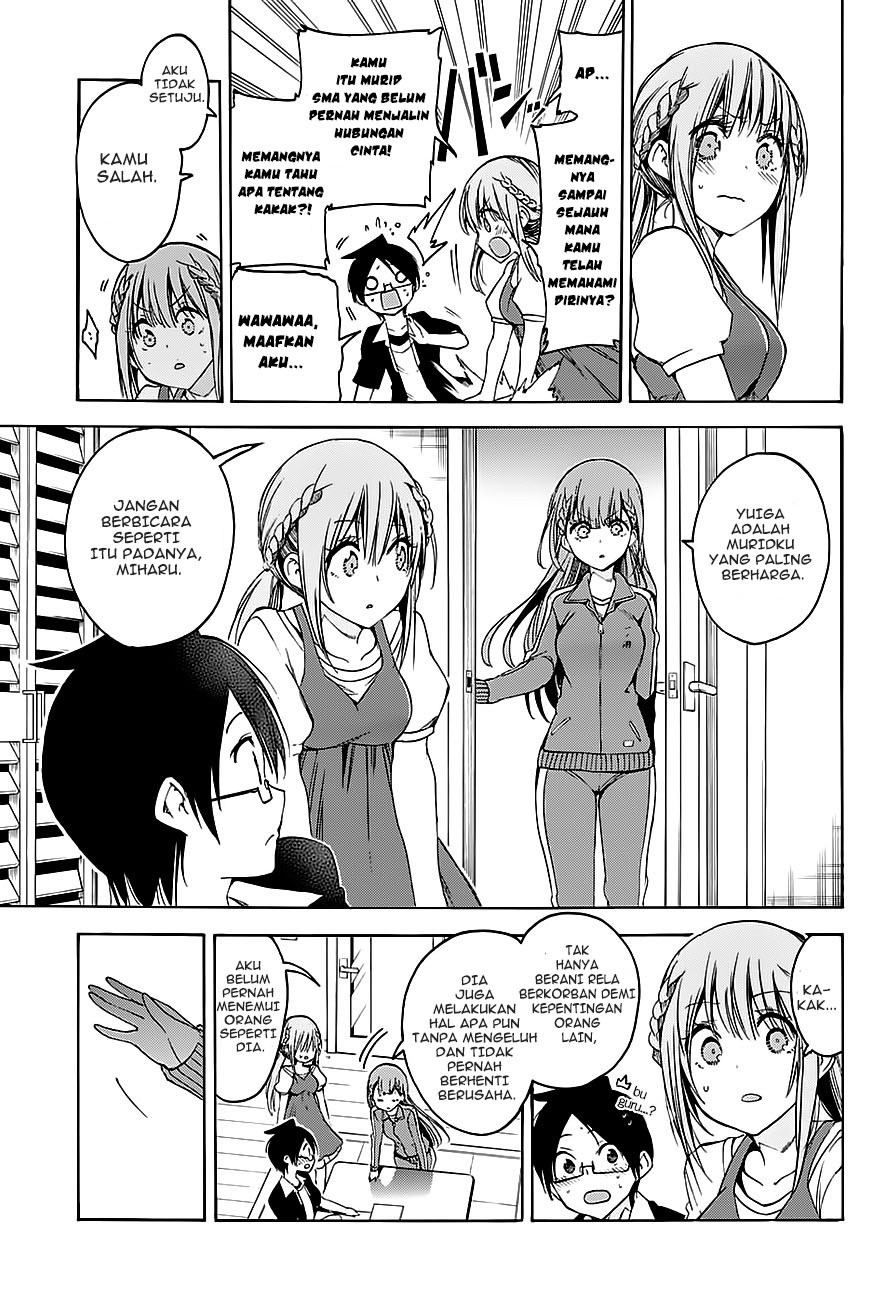 AP...
MEMANG-
NYA
SAMPAI
SEJAUH
MANA
KAMU
TELAH
MEMAHAMI
DIRINYA?
KAMU
ITU MURID
SMA YANG BELUM
PERNAH MENJALIN
HUBUNGAN
CINTA!
MEMANGNYA
KAMU TAHU
APA TENTANG
KAKAK?!
WAWAWAA,
MAAFKAN
AKU...
AKU
TIDAK
SETUJU.
KAMU
SALAH.
YUIGA
ADALAH
MURIDKU
YANG PALING
BERHARGA.
JANGAN
BERBICARA
SEPERTI
ITU PADANYA,
MIHARU.
KA-
KAK...
bu
guru...?
TAK
HANYA
BERANI RELA
BERKORBAN DEMI
KEPENTINGAN
ORANG
LAIN,
DIA
JUGA
MELAKUKAN
HAL APA PUN
TANPA MENGELUH
DAN TIDAK
PERNAH
BERHENTI
BERUSAHA.
AKU
BELUM
PERNAH
MENEMUI
ORANG
SEPERTI
DIA.